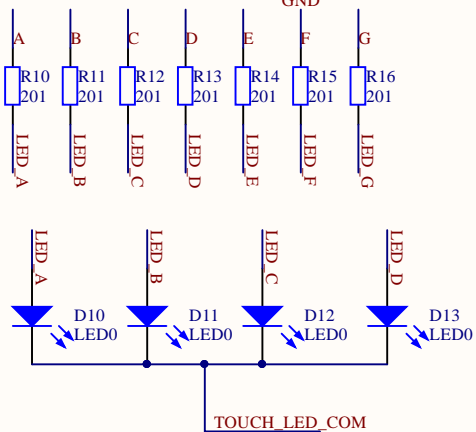 GND
A B C D E F G
R10 R11 R12 R13 R14 R15 R16
201 201 201 201 201 201 201
LED_A LED_B LED_C LED_D LED_E LED_F LED_G
LED_A LED_B LED_C LED_D
D10 D11 D12 D13
LED0 LED0 LED0 LED0
TOUCH_LED_COM